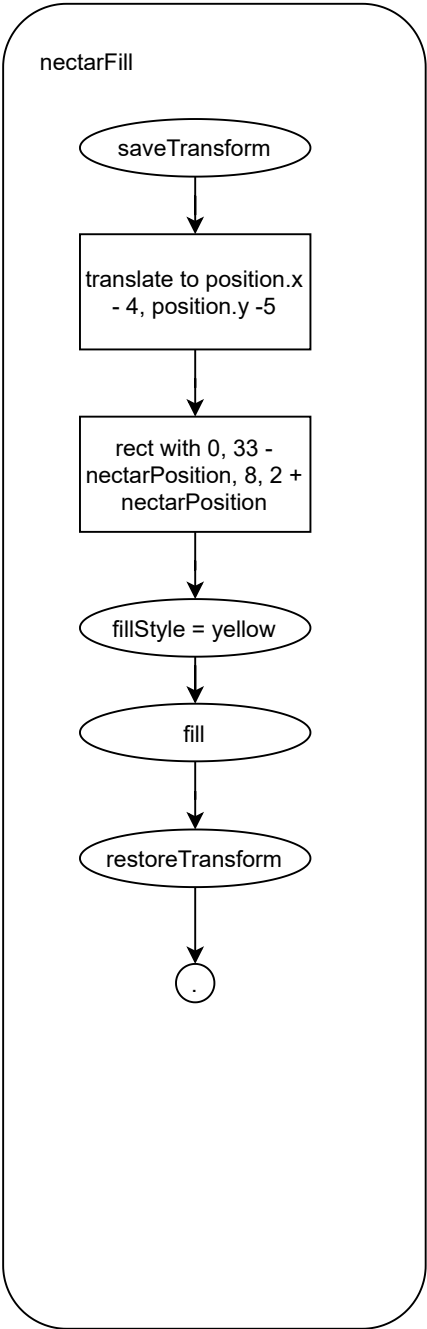 nectarFill
saveTransform
translate to position.x
- 4, position.y -5
rect with 0, 33 -
nectarPosition, 8, 2 +
nectarPosition
fillStyle = yellow
fill
restoreTransform
.